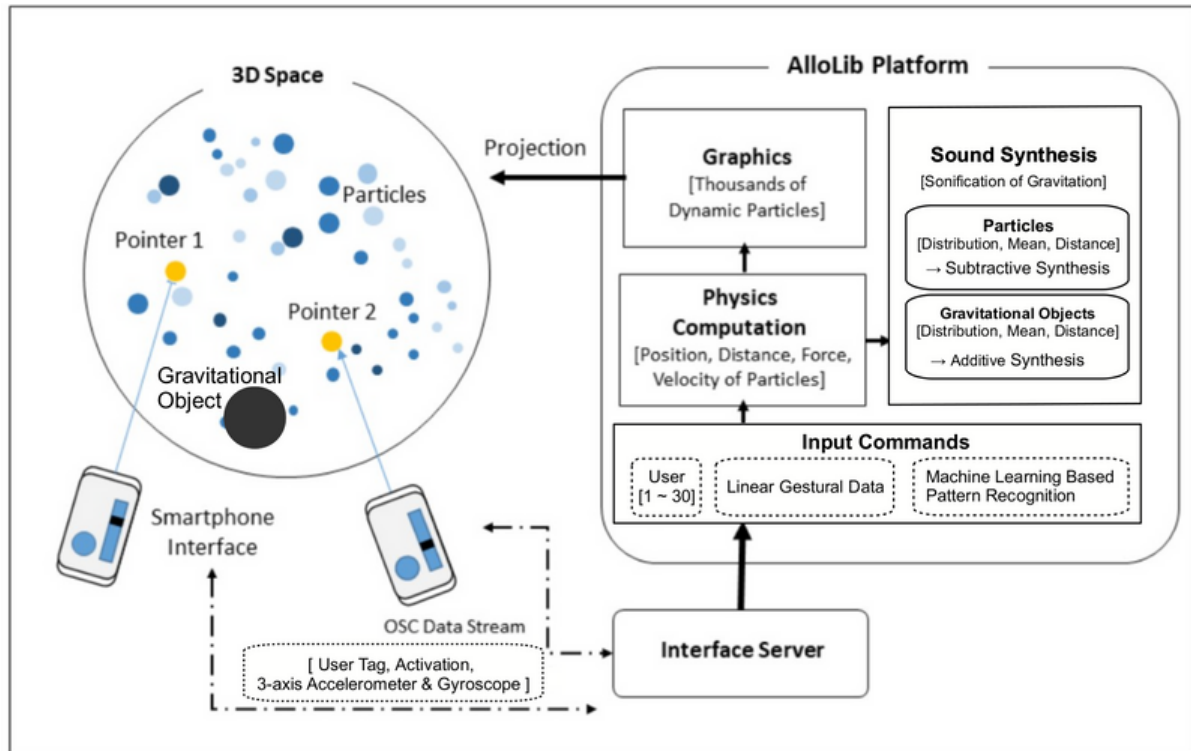 3D Space
Particles
Pointer 1
Pointer 2
Gravitational
Object
Smartphone
Interface
OSC Data Stream
[ User Tag, Activation,
3-axis Accelerometer & Gyroscope ]
Projection
AlloLib Platform
Graphics
[Thousands of
Dynamic Particles]
Physics
Computation
[Position, Distance, Force,
Velocity of Particles]
Sound Synthesis
[Sonification of Gravitation]
Particles
[Distribution, Mean, Distance]
→ Subtractive Synthesis
Gravitational Objects
[Distribution, Mean, Distance]
→ Additive Synthesis
Input Commands
User
[1 ~ 30]
Linear Gestural Data
Machine Learning Based
Pattern Recognition
Interface Server